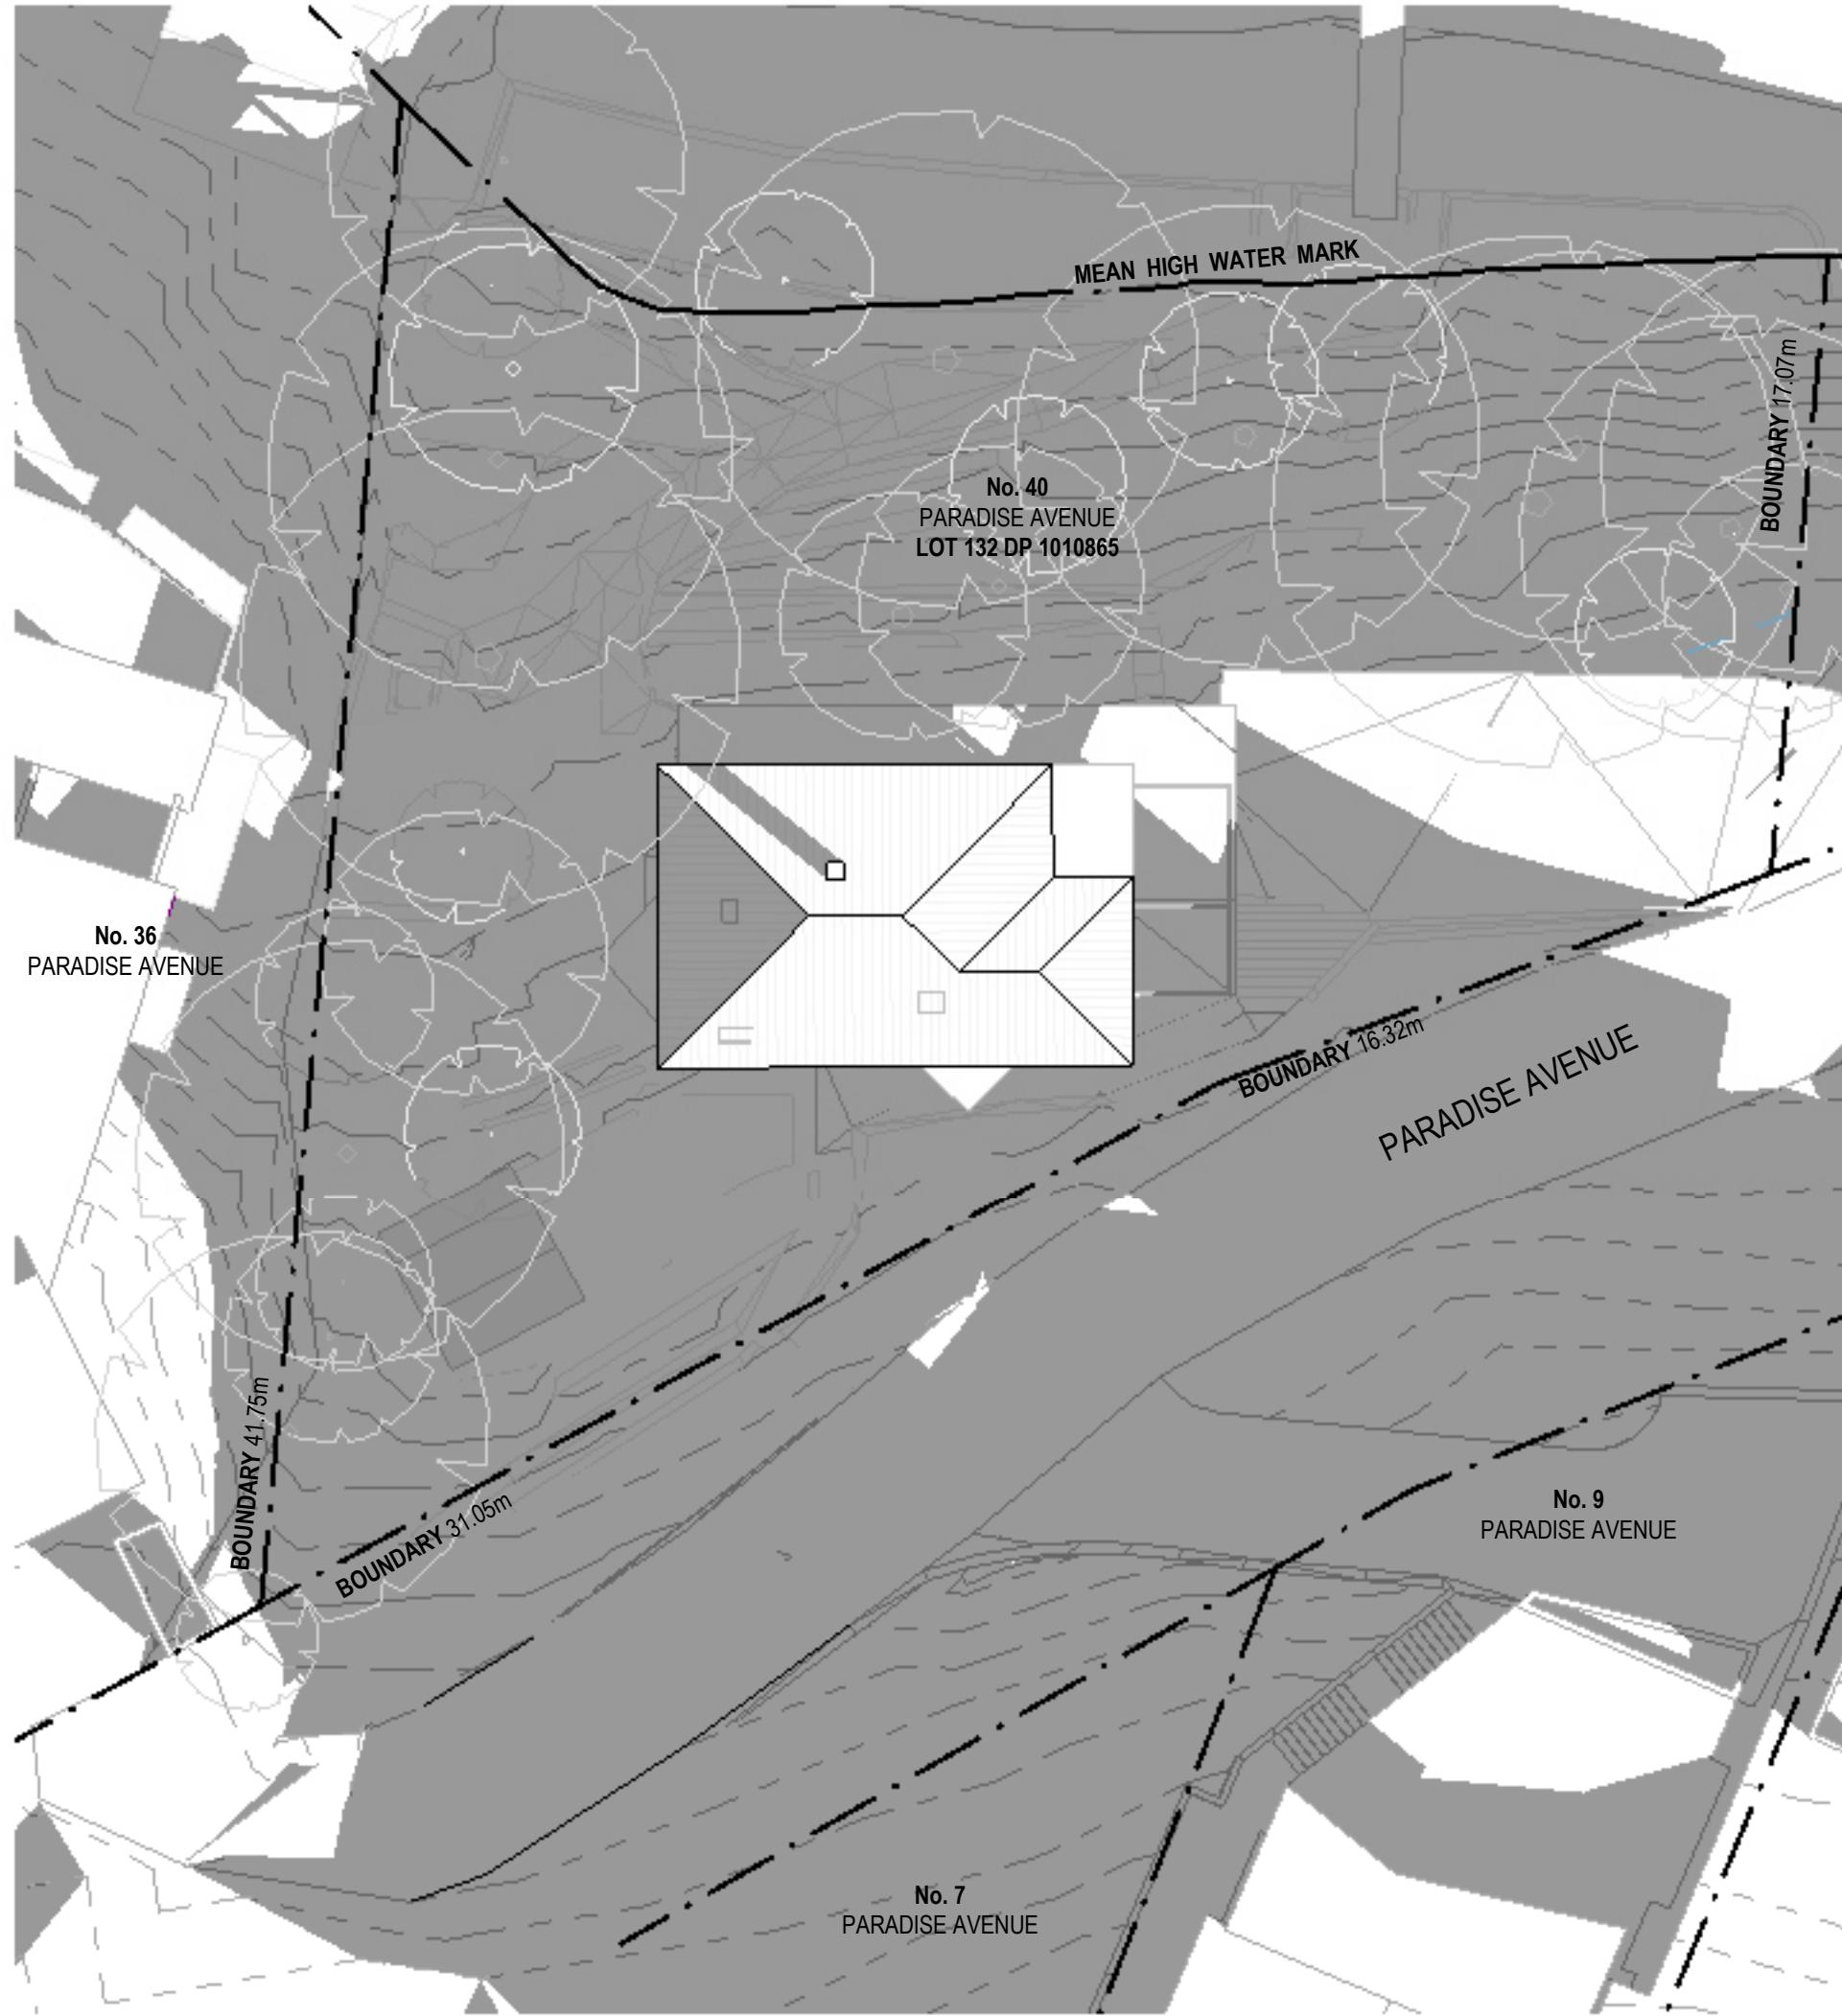 MEAN HIGH WATER MARK
BOUNDARY 17.07m
No. 40
PARADISE AVENUE
LOT 132 DP 1010865
No. 36
PARADISE AVENUE
BOUNDARY 16.32m
PARADISE AVENUE
BOUNDARY 41.75m
BOUNDARY 31.05m
No. 9
PARADISE AVENUE
No. 7
PARADISE AVENUE